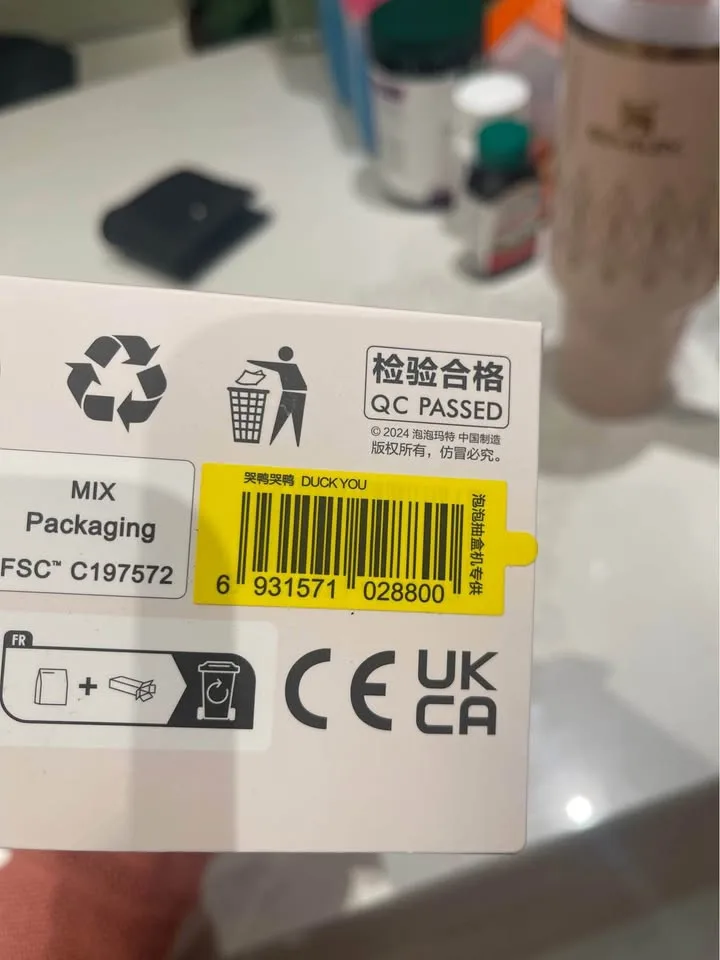 检验合格
QC PASSED
© 2024 泡泡玛特 中国制造
版权所有，仿冒必究。
MIX
Packaging
FSC™ C197572
哭鸭哭鸭 DUCKYOU
泡泡抽盒机专供
6 931571 028800
FR
CE
UK
CA